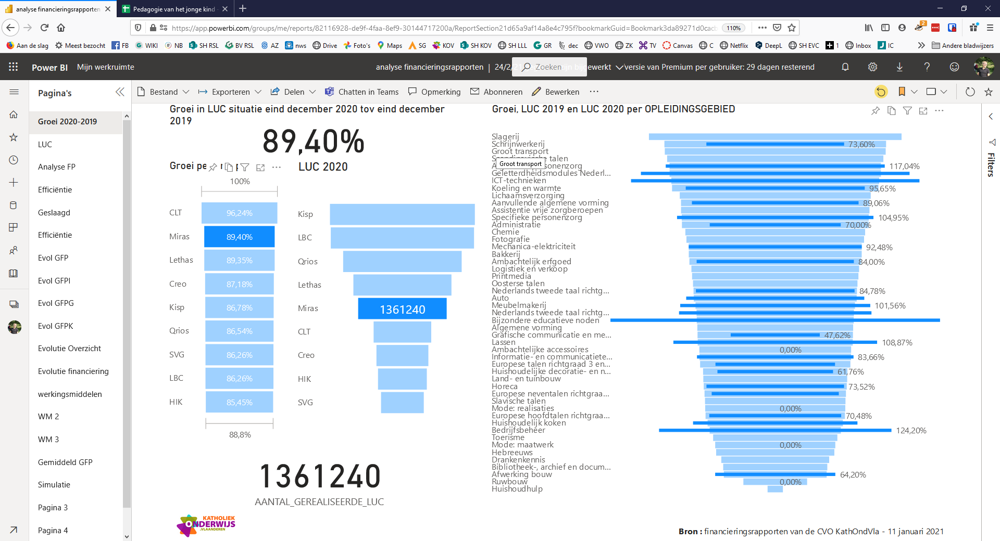 analyse financieringsrapporten
Pedagogie van het jonge kind
https://app.powerbi.com/groups/me/reports/82116928-de9f-4faa-8ef9-30144717200a/ReportSection21d65a9af14a8e4c795f?bookmarkGuid=Bookmark3da89271d0cacb
110%
2
Aan de slag Meest bezocht FB WIKI NB SH RSL BV RSL AZ nws Drive Foto's Maps SG KOV SH KOV SH LLL GR dec VWO ZK TV Canvas C Netflix DeepL SH EVC 1 Inbox IC Andere bladwijzers
Power BI Mijn werkruimte analyse financieringsrapporten | 24/2/21 Zoeken zijn bijgewerkt versie van Premium per gebruiker: 29 dagen resterend
Pagina's
Bestand Exporteren Delen Chatten in Teams Opmerking Abonneren Bewerken
Groei 2020-2019
LUC
Analyse FP
Efficiëntie
Geslaagd
Efficiëntie
Evol GFP
Evol GFPI
Evol GFPG
Evol GFPK
Evolutie Overzicht
Evolutie financiering
werkingsmiddelen
WM 2
WM 3
Gemiddeld GFP
Simulatie
Pagina 3
Pagina 4
Groei in LUC situatie eind december 2020 tov eind december
2019
89,40%
Groei pe
100%
CLT 96,24%
Miras 89,40%
Lethas 89,35%
Creo 87,18%
Kisp 86,78%
Qrios 86,54%
SVG 86,26%
LBC 86,26%
HIK 85,45%
88,8%
LUC 2020
Kisp
LBC
Qrios
Lethas
Miras 1361240
CLT
Creo
HIK
SVG
1361240
AANTAL_GEREALISEERDE_LUC
KATHOLIEK
ONDERWIJS
.VLAANDEREN
Groei, LUC 2019 en LUC 2020 per OPLEIDINGSGEBIED
Slagerij
Schrijnwerkerij 73,60%
Groot transport
talen
Groot transport
sonenzorg 117,04%
Geletterdheidsmodules Nederl...
ICT-technieken
Koeling en warmte 95,65%
Lichaamsverzorging
Aanvullende algemene vorming 89,06%
Assistentie vrije zorgberoepen
Specifieke personenzorg 104,95%
Administratie 70,00%
Chemie
Fotografie
Mechanica-elektriciteit 92,48%
Bakkerij
Ambachtelijk erfgoed 84,00%
Logistiek en verkoop
Printmedia
Oosterse talen
Nederlands tweede taal richtg... 84,78%
Auto
Meubelmakerij 101,56%
Nederlands tweede taal richtg...
Bijzondere educatieve noden
Algemene vorming
Grafische communicatie en me... 47,62%
Lassen 108,87%
Ambachtelijke accessoires 0,00%
Informatie- en communicatiete... 83,66%
Europese talen richtgraad 3 en...
Huishoudelijke decoratie- en n... 61,76%
Land- en tuinbouw
Horeca 73,52%
Europese neventalen richtgraa...
Slavische talen
Mode: realisaties 0,00%
Europese hoofdtalen richtgraa... 70,48%
Huishoudelijk koken
Bedrijfsbeheer 124,20%
Toerisme
Mode: maatwerk 0,00%
Hebreeuws
Drankenkennis
Bibliotheek-, archief en docum...
Afwerking bouw 64,20%
Ruwbouw 0,00%
Huishoudhulp
Filters
Bron : financieringsrapporten van de CVO KathOndVla - 11 januari 2021